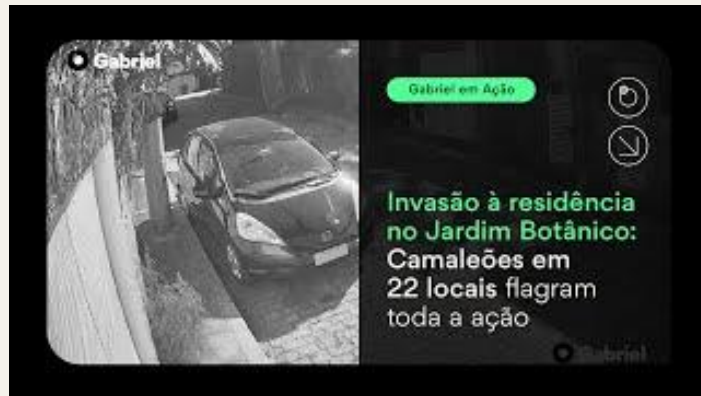 Gabriel
Gabriel em Ação
Invasão à residência
no Jardim Botânico:
Camaleões em
22 locais flagram
toda a ação
Gabriel